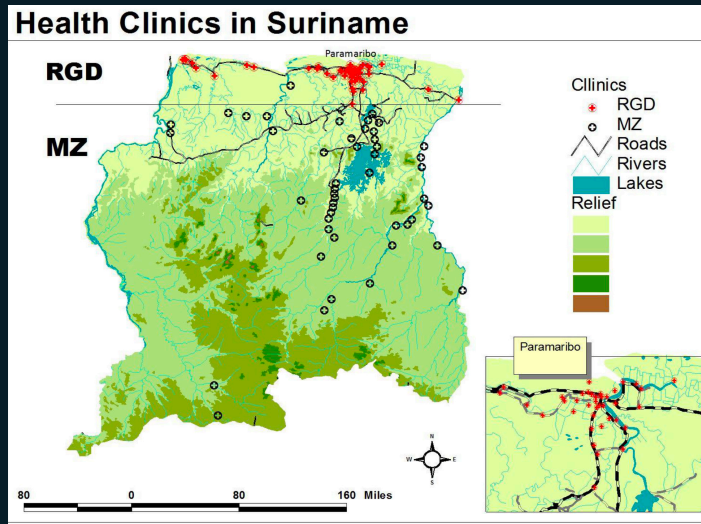 Health Clinics in Suriname
Paramaribo
RGD
MZ
Cllinics
RGD
MZ
Roads
Rivers
Lakes
Relief
Paramaribo
N
W E
S
80 0 80 160 Miles